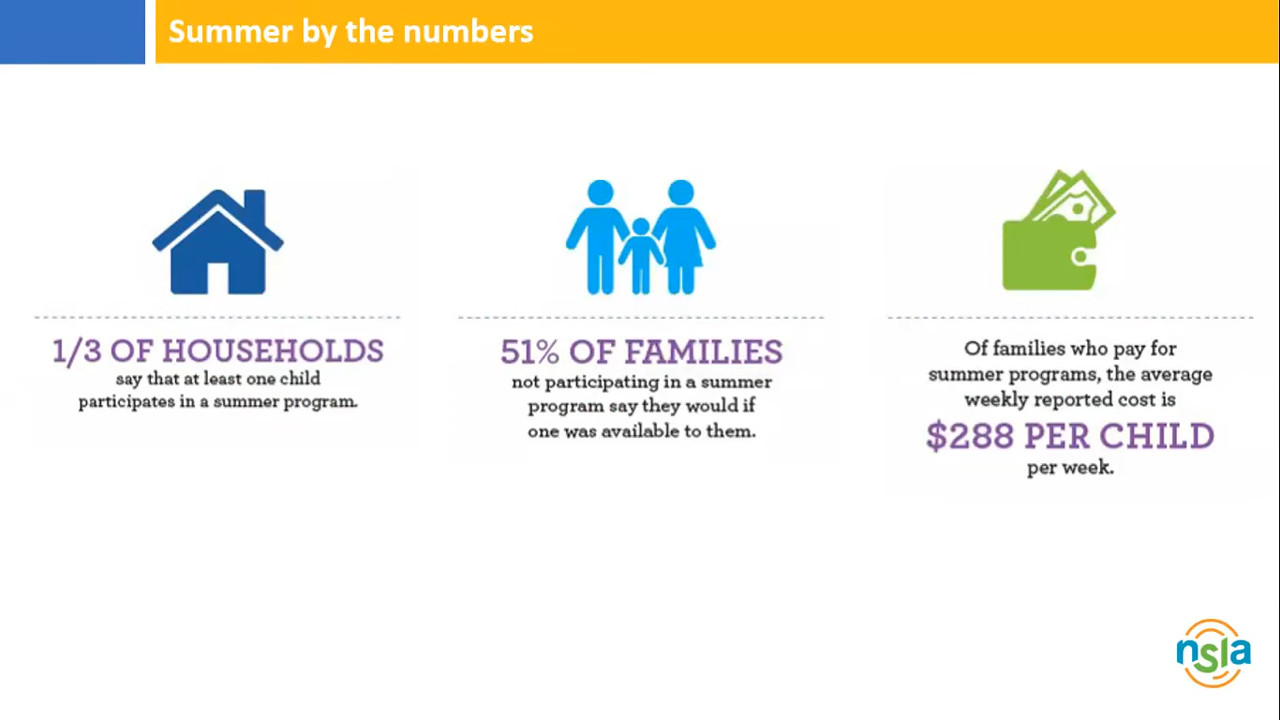 Summer by the numbers
1/3 OF HOUSEHOLDS
say that at least one child
participates in a summer program.
51% OF FAMILIES
not participating in a summer
program say they would if
one was available to them.
Of families who pay for
summer programs, the average
weekly reported cost is
$288 PER CHILD
per week.
nsla